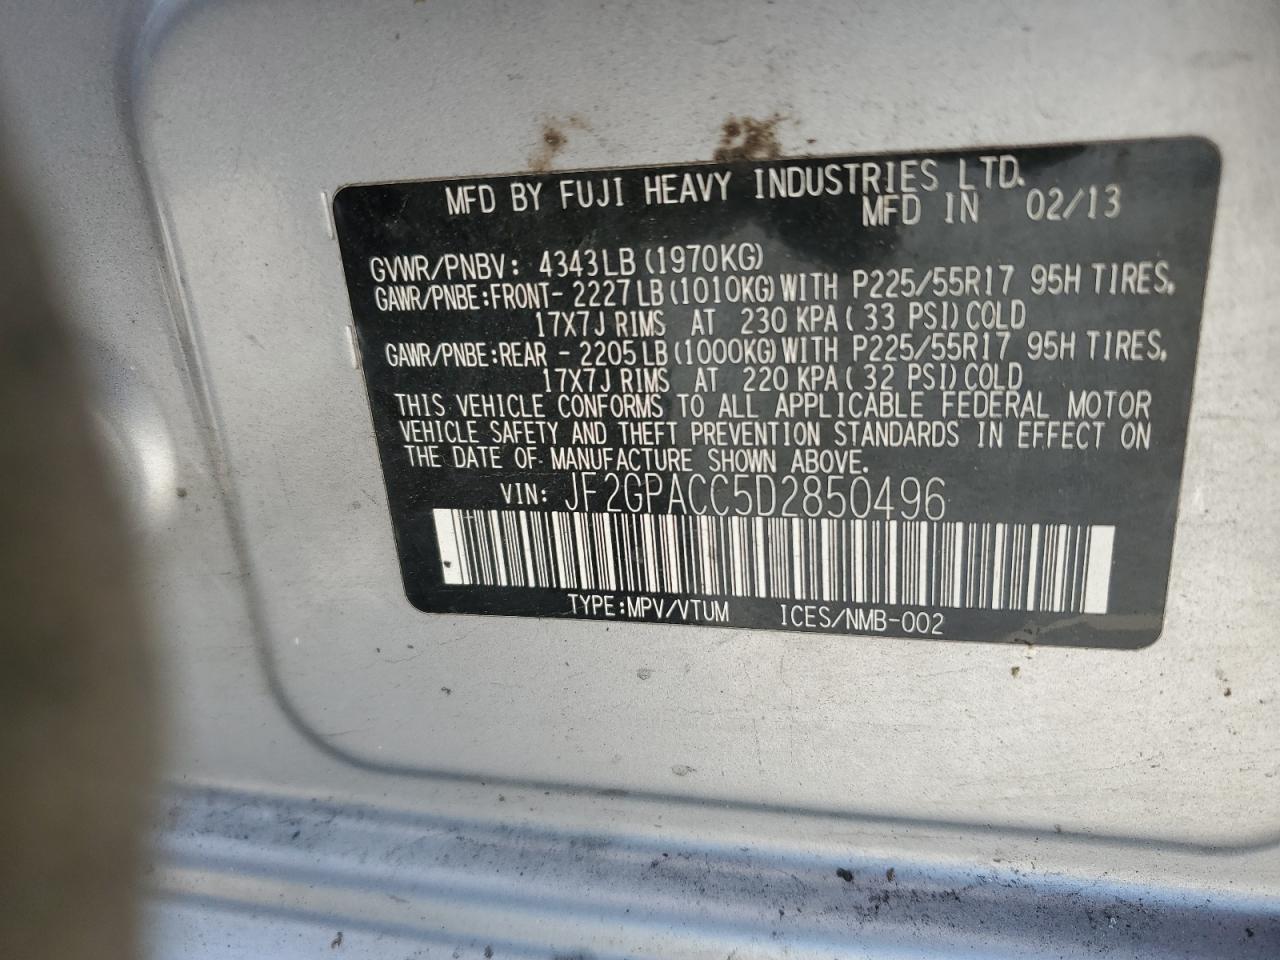 MFD BY FUJI HEAVY INDUSTRIES LTD.
MFD IN 02/13
GVWR/PNBV: 4343LB (1970KG)
GAWR/PNBE:FRONT- 2227LB (1010KG) WITH P225/55R17 95H TIRES,
17X7J RIMS AT 230 KPA ( 33 PSI) COLD
GAWR/PNBE:REAR - 2205LB (1000KG) WITH P225/55R17 95H TIRES,
17X7J RIMS AT 220 KPA ( 32 PSI) COLD
THIS VEHICLE CONFORMS TO ALL APPLICABLE FEDERAL MOTOR
VEHICLE SAFETY AND THEFT PREVENTION STANDARDS IN EFFECT ON
THE DATE OF MANUFACTURE SHOWN ABOVE.
VIN: JF2GPACC5D2850496
TYPE:MPV/VTUM ICES/NMB-002